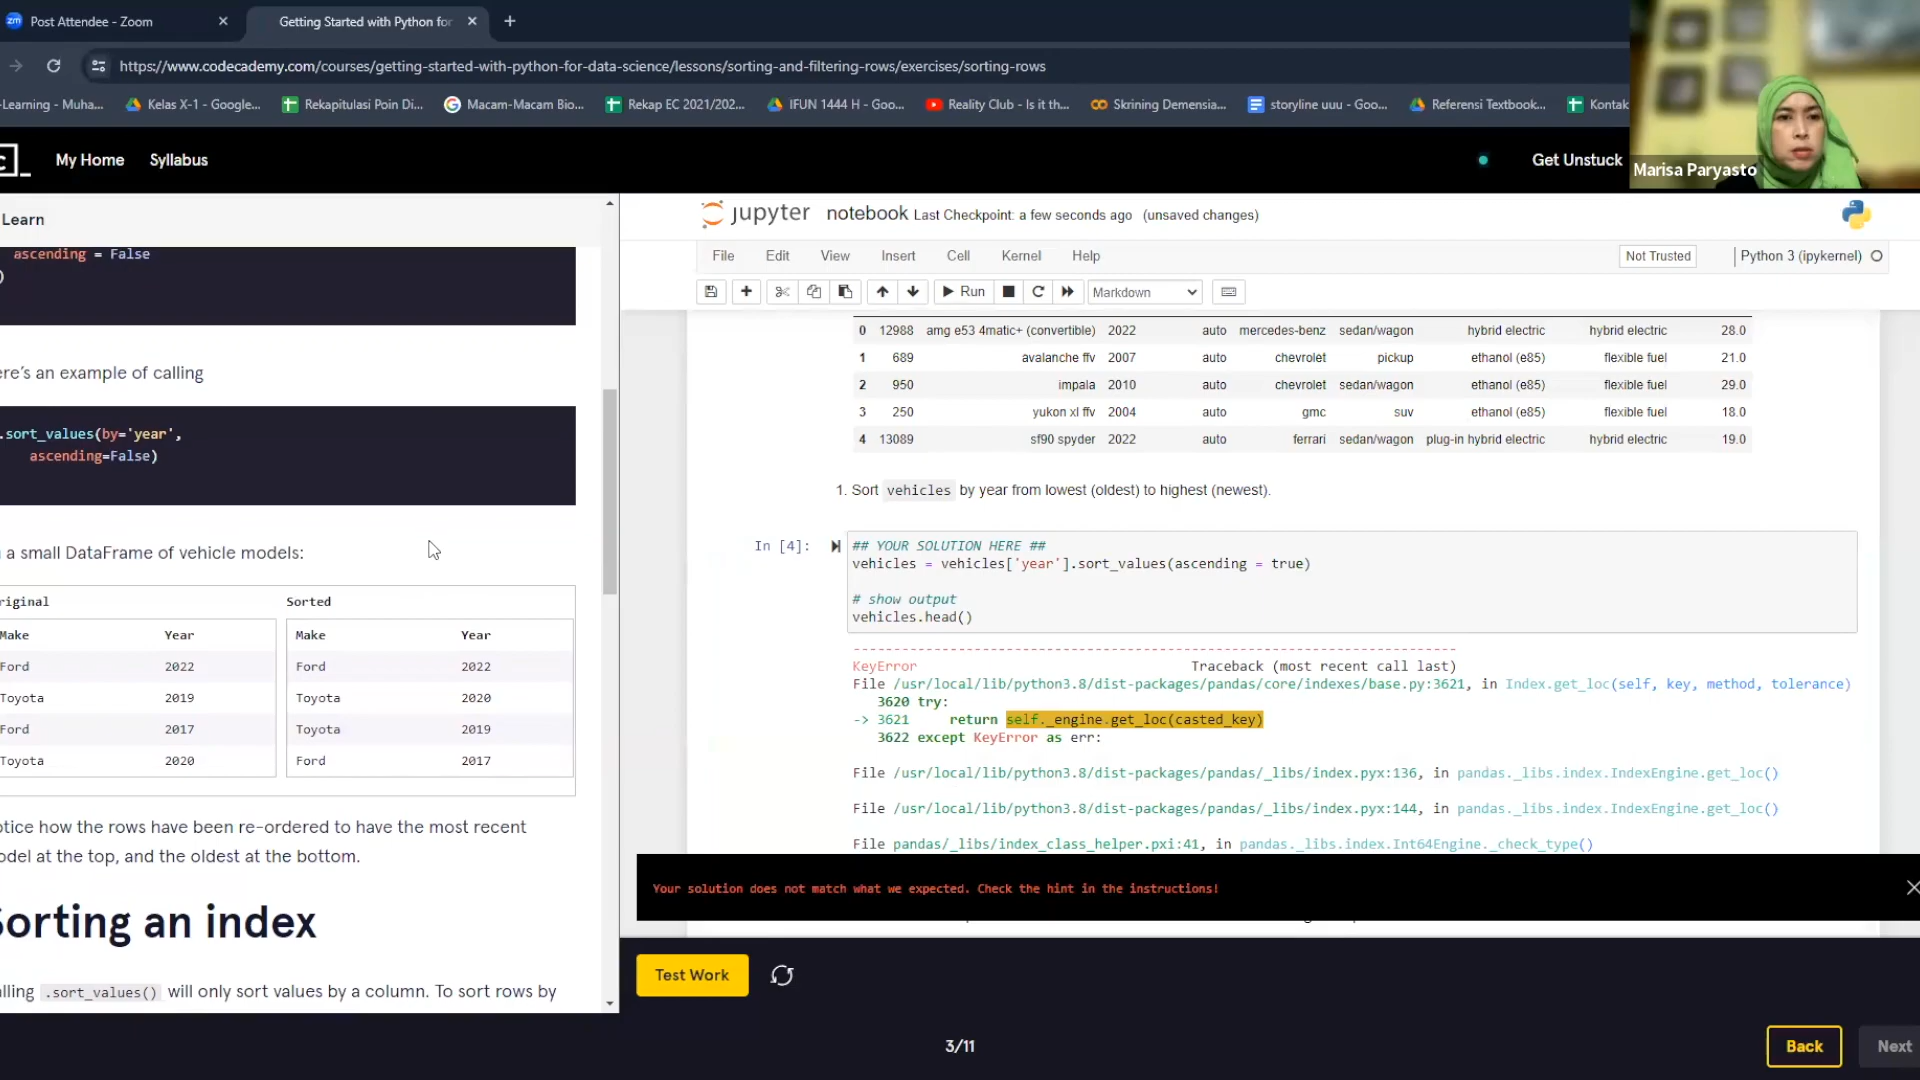 Post Attendee - Zoom
Getting Started with Python for
https://www.codecademy.com/courses/getting-started-with-python-for-data-science/lessons/sorting-and-filtering-rows/exercises/sorting-rows
-Learning - Muha...
Kelas X-1 - Google...
Rekapitulasi Poin Di...
Macam-Macam Bio...
Rekap EC 2021/202...
IFUN 1444 H - Goo...
Reality Club - Is it th...
Skrining Demensia...
storyline uuu - Goo...
Referensi Textbook...
Kontak
Marisa Paryasto
My Home
Syllabus
Get Unstuck
Learn
ascending = False
)
ere's an example of calling
.sort_values(by='year',
ascending=False)
a small DataFrame of vehicle models:
riginal Sorted
Make Year Make Year
Ford 2022 Ford 2022
Toyota 2019 Toyota 2020
Ford 2017 Toyota 2019
Toyota 2020 Ford 2017
otice how the rows have been re-ordered to have the most recent
odel at the top, and the oldest at the bottom.
Sorting an index
lling .sort_values() will only sort values by a column. To sort rows by
jupyter notebook Last Checkpoint: a few seconds ago (unsaved changes)
File Edit View Insert Cell Kernel Help
Not Trusted
Python 3 (ipykernel)
Run
Markdown
0 12988 amg e53 4matic+ (convertible) 2022 auto mercedes-benz sedan/wagon hybrid electric hybrid electric 28.0
1 689 avalanche ffv 2007 auto chevrolet pickup ethanol (e85) flexible fuel 21.0
2 950 impala 2010 auto chevrolet sedan/wagon ethanol (e85) flexible fuel 29.0
3 250 yukon xl ffv 2004 auto gmc suv ethanol (e85) flexible fuel 18.0
4 13089 sf90 spyder 2022 auto ferrari sedan/wagon plug-in hybrid electric hybrid electric 19.0
1. Sort vehicles by year from lowest (oldest) to highest (newest).
In [4]:
## YOUR SOLUTION HERE ##
vehicles = vehicles['year'].sort_values(ascending = true)
# show output
vehicles.head()
---------------------------------------------------------------------------
KeyError Traceback (most recent call last)
File /usr/local/lib/python3.8/dist-packages/pandas/core/indexes/base.py:3621, in Index.get_loc(self, key, method, tolerance)
3620 try:
-> 3621 return self._engine.get_loc(casted_key)
3622 except KeyError as err:
File /usr/local/lib/python3.8/dist-packages/pandas/_libs/index.pyx:136, in pandas._libs.index.IndexEngine.get_loc()
File /usr/local/lib/python3.8/dist-packages/pandas/_libs/index.pyx:144, in pandas._libs.index.IndexEngine.get_loc()
File pandas/_libs/index_class_helper.pxi:41, in pandas._libs.index.Int64Engine._check_type()
Your solution does not match what we expected. Check the hint in the instructions!
Test Work
3/11
Back
Next